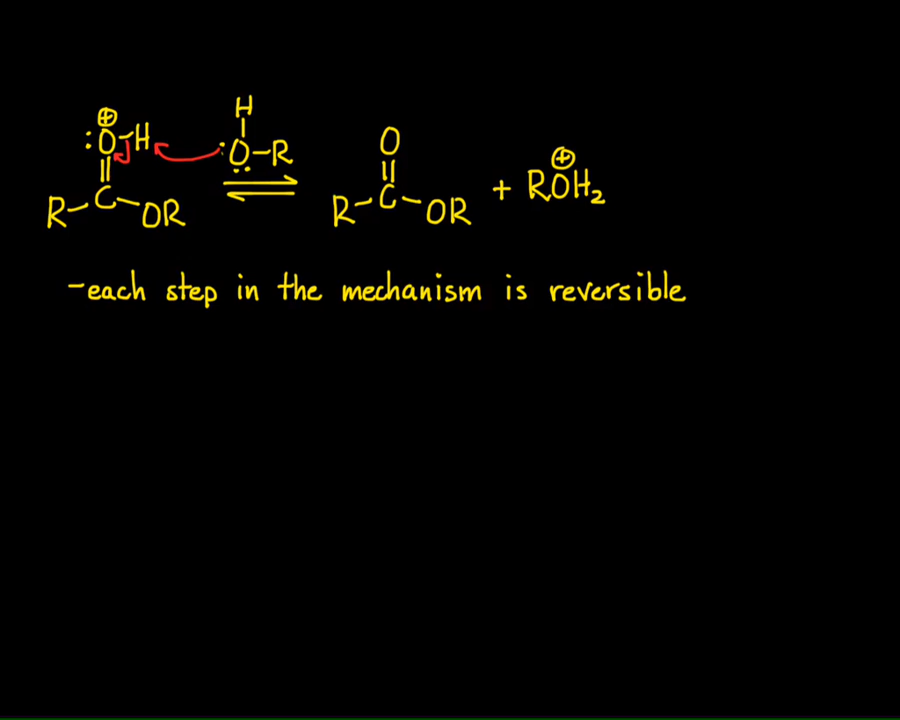 ⊕ H
:O-H :O-R O ⊕
|| ⇌ || + ROH₂
R-C-OR R-C-OR
-each step in the mechanism is reversible